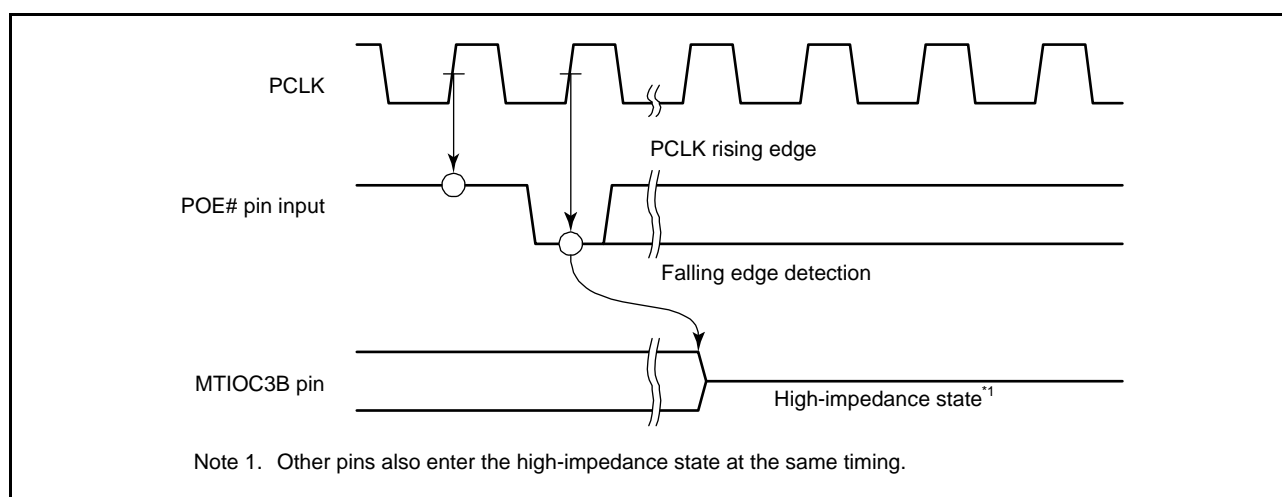 PCLK
PCLK rising edge
POE# pin input
Falling edge detection
MTIOC3B pin
High-impedance state*1
Note 1. Other pins also enter the high-impedance state at the same timing.